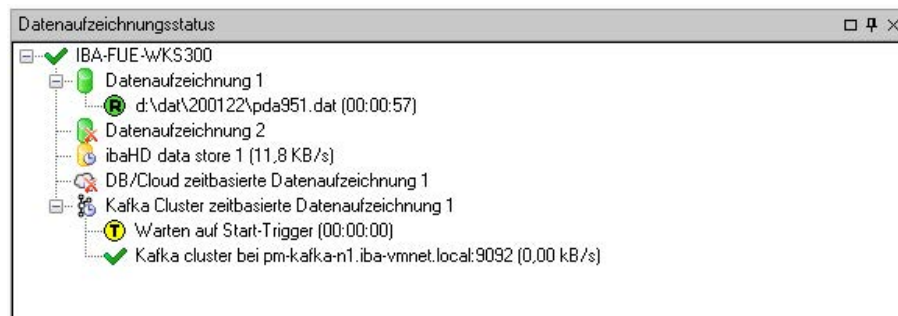 Datenaufzeichnungsstatus
IBA-FUE-WKS300
Datenaufzeichnung 1
R d:\dat\200122\pda951.dat (00:00:57)
Datenaufzeichnung 2
ibaHD data store 1 (11,8 KB/s)
DB/Cloud zeitbasierte Datenaufzeichnung 1
Kafka Cluster zeitbasierte Datenaufzeichnung 1
T Warten auf Start-Trigger (00:00:00)
Kafka cluster bei pm-kafka-n1.iba-vmnet.local:9092 (0,00 kB/s)